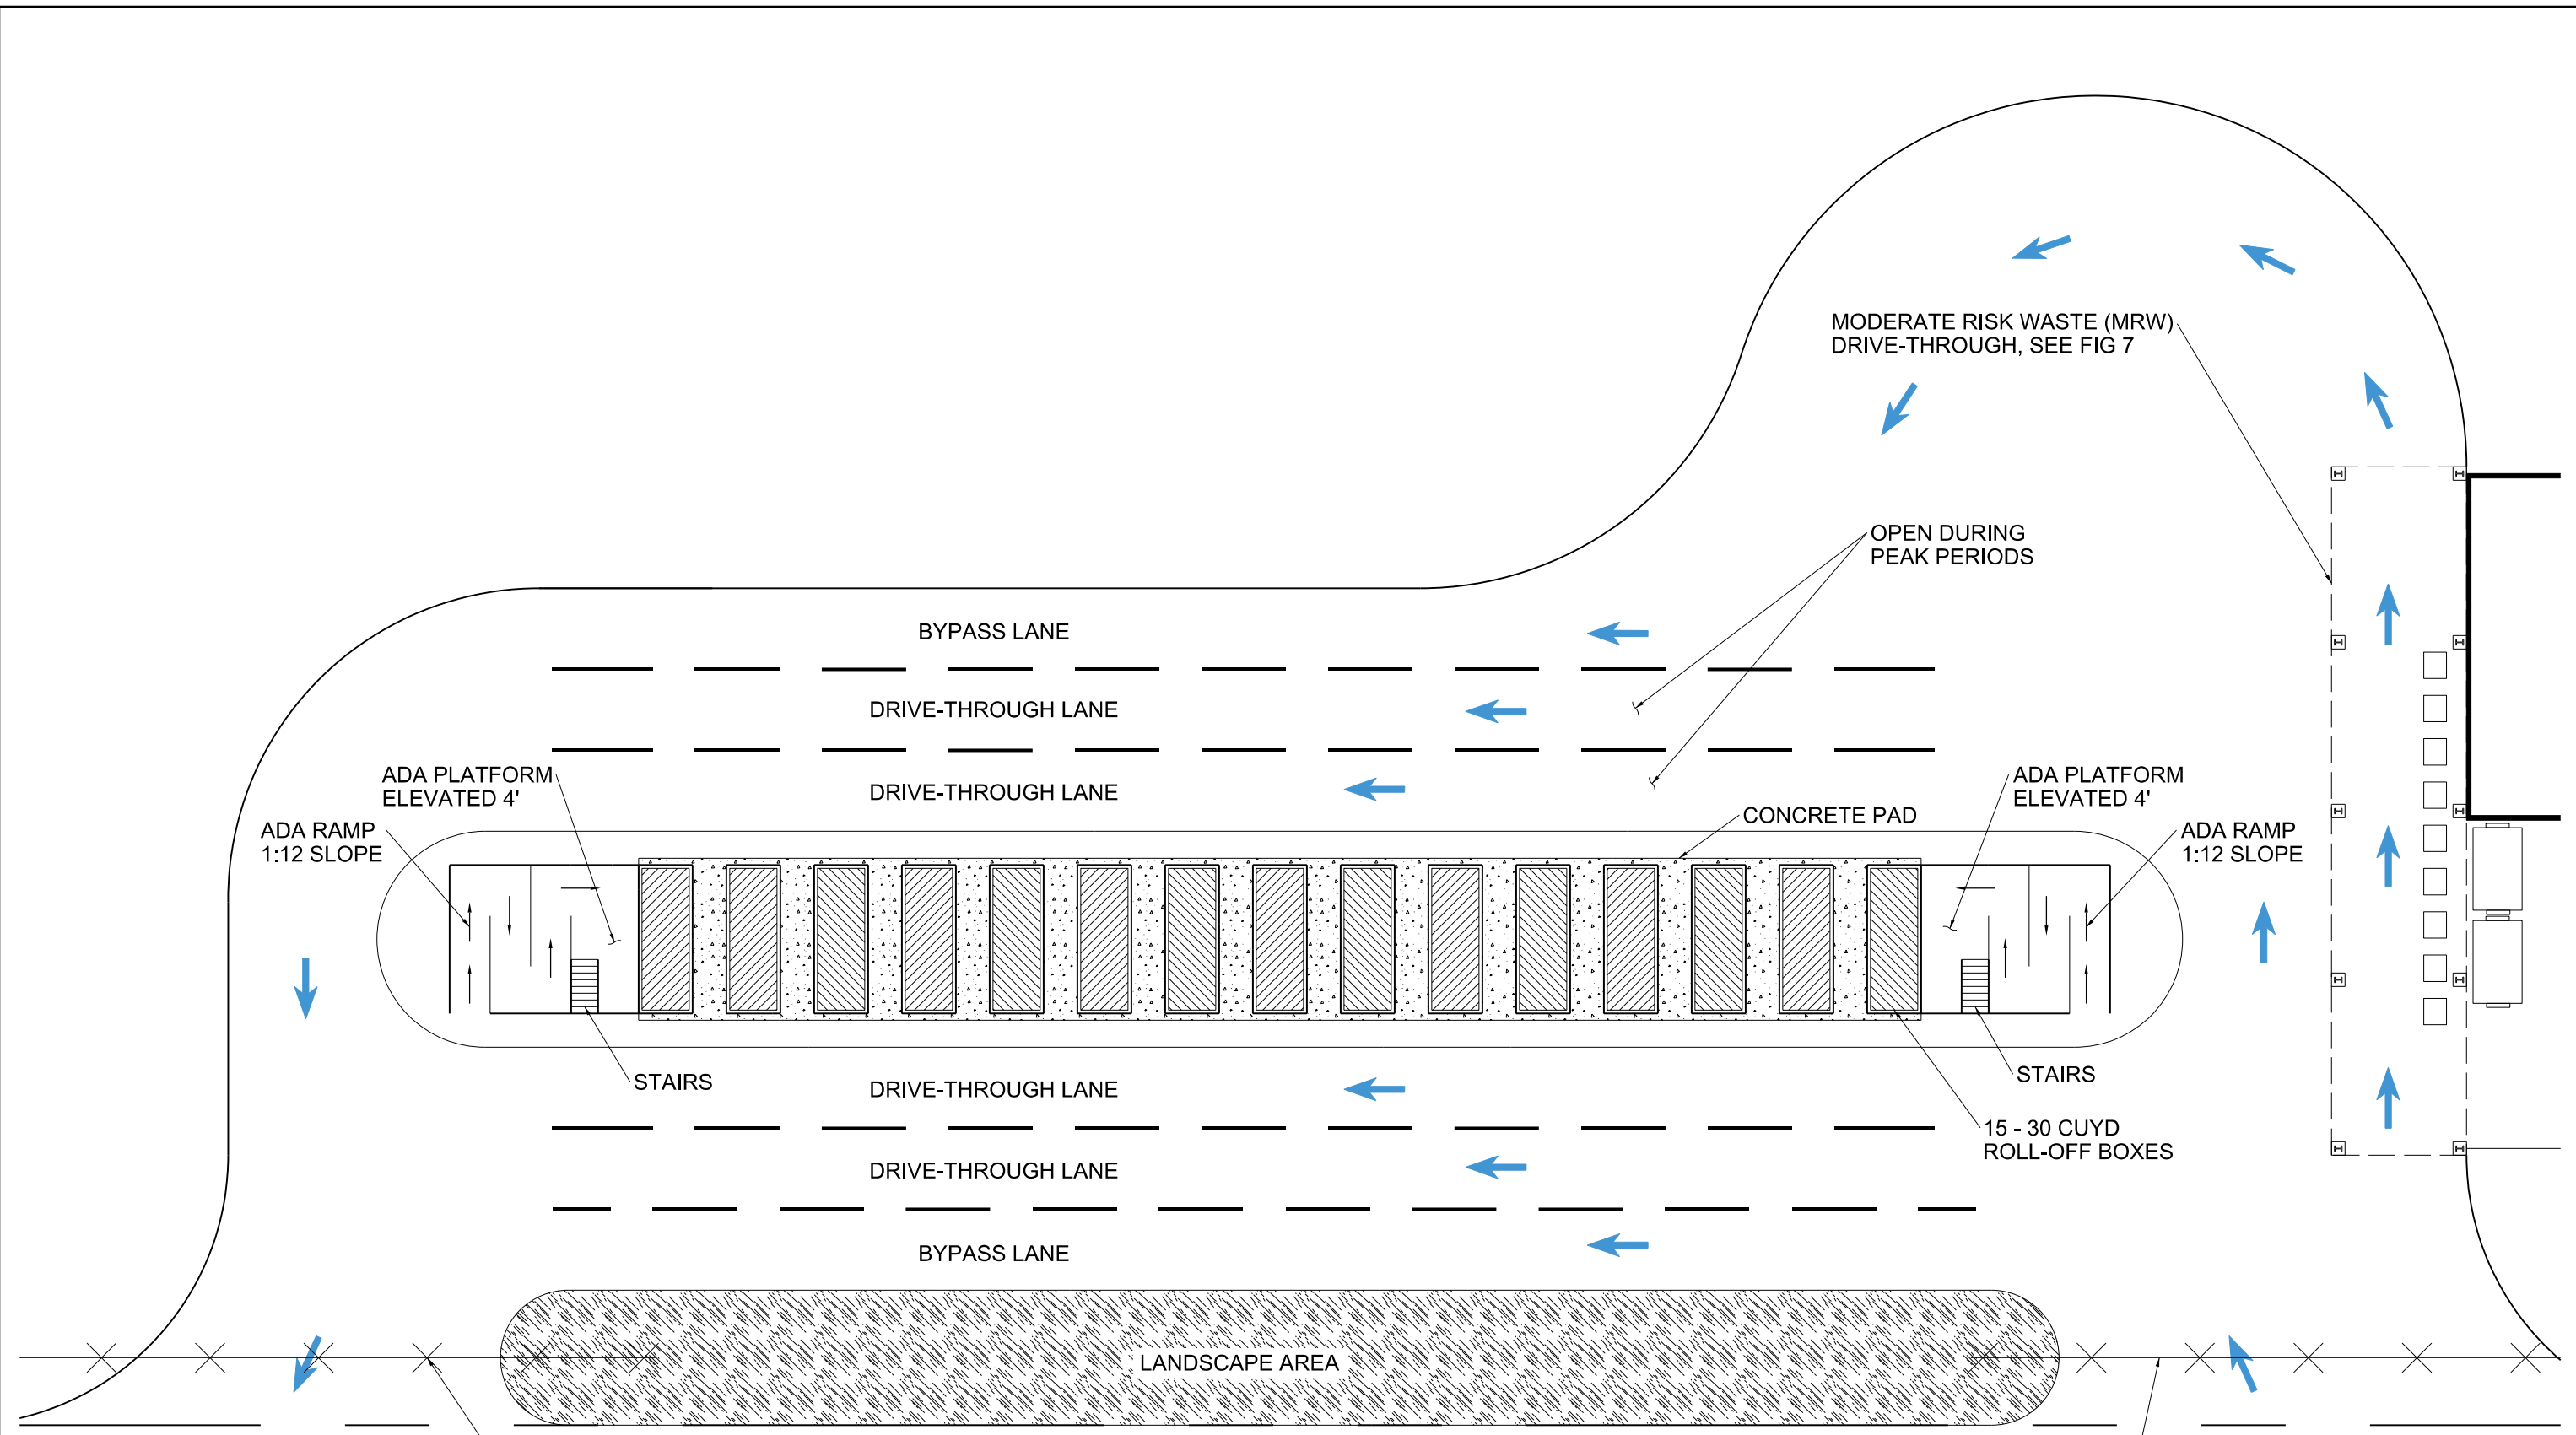 MODERATE RISK WASTE (MRW)
DRIVE-THROUGH, SEE FIG 7
OPEN DURING
PEAK PERIODS
BYPASS LANE
DRIVE-THROUGH LANE
DRIVE-THROUGH LANE
ADA PLATFORM
ELEVATED 4'
ADA RAMP
1:12 SLOPE
CONCRETE PAD
ADA PLATFORM
ELEVATED 4'
ADA RAMP
1:12 SLOPE
STAIRS
STAIRS
DRIVE-THROUGH LANE
15 - 30 CUYD
ROLL-OFF BOXES
DRIVE-THROUGH LANE
BYPASS LANE
LANDSCAPE AREA